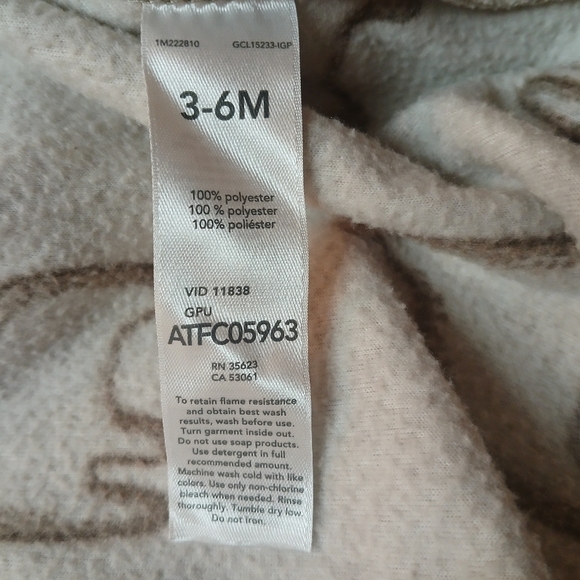 1M222810 GCL15233-IGP
3-6M
100% polyester
100 % polyester
100% poliéster
VID 11838
GPU
ATFC05963
RN 35623
CA 53061
To retain flame resistance
and obtain best wash
results, wash before use.
Turn garment inside out.
Do not use soap products.
Use detergent in full
recommended amount.
Machine wash cold with like
colors. Use only non-chlorine
bleach when needed. Rinse
thoroughly. Tumble dry low.
Do not iron.